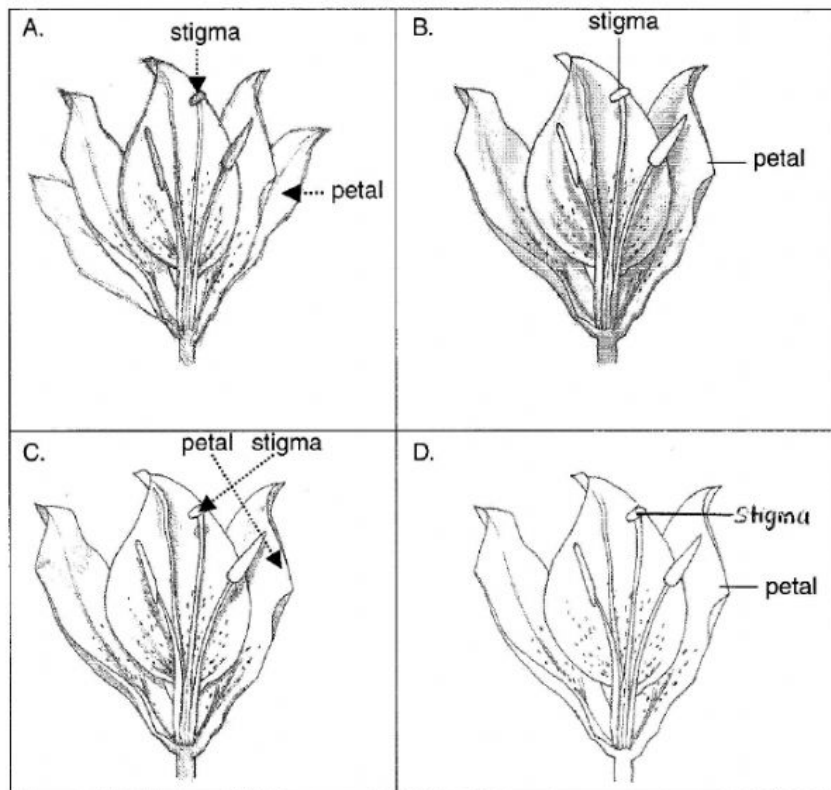 A.
stigma
petal
B.
stigma
petal
C.
petal stigma
D.
Stigma
petal